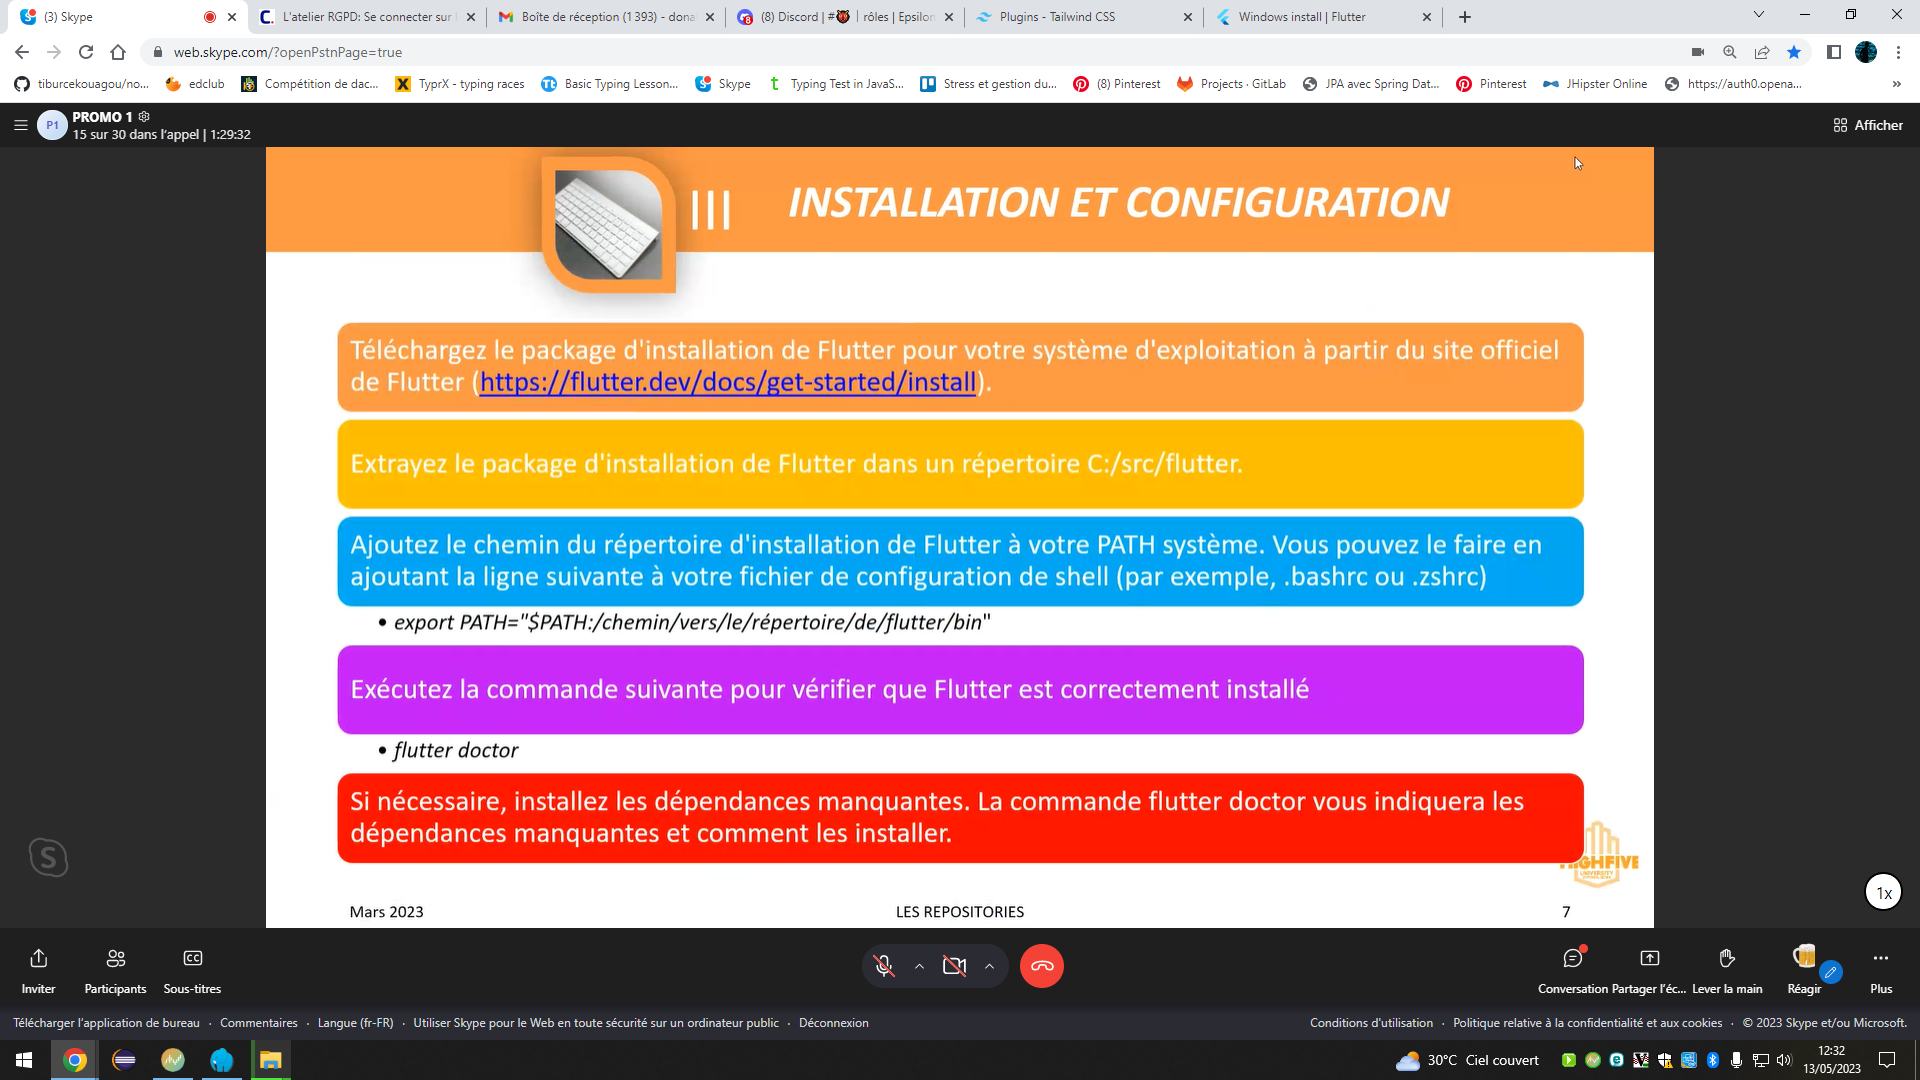 (3) Skype
L'atelier RGPD: Se connecter sur
Boîte de réception (1 393) - dona
(8) Discord | #👹 | rôles | Epsilon
Plugins - Tailwind CSS
Windows install | Flutter
web.skype.com/?openPstnPage=true
tiburcekouagou/no...
edclub
Compétition de dac...
TyprX - typing races
Basic Typing Lesson...
Skype
Typing Test in JavaS...
Stress et gestion du...
(8) Pinterest
Projects · GitLab
JPA avec Spring Dat...
Pinterest
JHipster Online
https://auth0.opena...
P1
PROMO 1
15 sur 30 dans l'appel | 1:29:32
Afficher
III
INSTALLATION ET CONFIGURATION
Téléchargez le package d'installation de Flutter pour votre système d'exploitation à partir du site officiel
de Flutter (https://flutter.dev/docs/get-started/install).
Extrayez le package d'installation de Flutter dans un répertoire C:/src/flutter.
Ajoutez le chemin du répertoire d'installation de Flutter à votre PATH système. Vous pouvez le faire en
ajoutant la ligne suivante à votre fichier de configuration de shell (par exemple, .bashrc ou .zshrc)
• export PATH="$PATH:/chemin/vers/le/répertoire/de/flutter/bin"
Exécutez la commande suivante pour vérifier que Flutter est correctement installé
• flutter doctor
Si nécessaire, installez les dépendances manquantes. La commande flutter doctor vous indiquera les
dépendances manquantes et comment les installer.
HIGHFIVE
UNIVERSITY
Mars 2023
LES REPOSITORIES
7
1x
Inviter
Participants
Sous-titres
Conversation
Partager l'éc...
Lever la main
Réagir
Plus
Télécharger l'application de bureau · Commentaires · Langue (fr-FR) · Utiliser Skype pour le Web en toute sécurité sur un ordinateur public · Déconnexion
Conditions d'utilisation · Politique relative à la confidentialité et aux cookies · © 2023 Skype et/ou Microsoft.
30°C Ciel couvert
12:32
13/05/2023